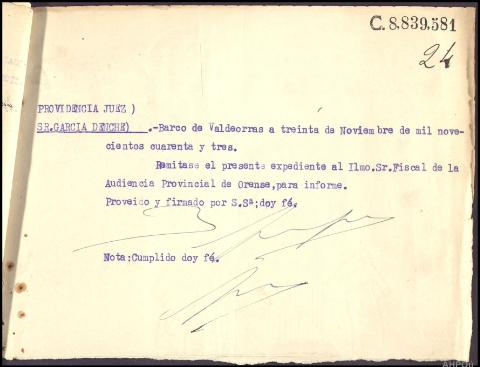 C.8.839.581
24
PROVIDENCIA JUEZ )
SR.GARCIA DENCHE) .-Barco de Valdeorras a treinta de Noviembre de mil nove-
cientos cuarenta y tres.
Remitase el presente expediente al Ilmo.Sr.Fiscal de la
Audiencia Provincial de Orense,para informe.
Proveido y firmado por S.Sª;doy fé.
Nota:Cumplido doy fé.